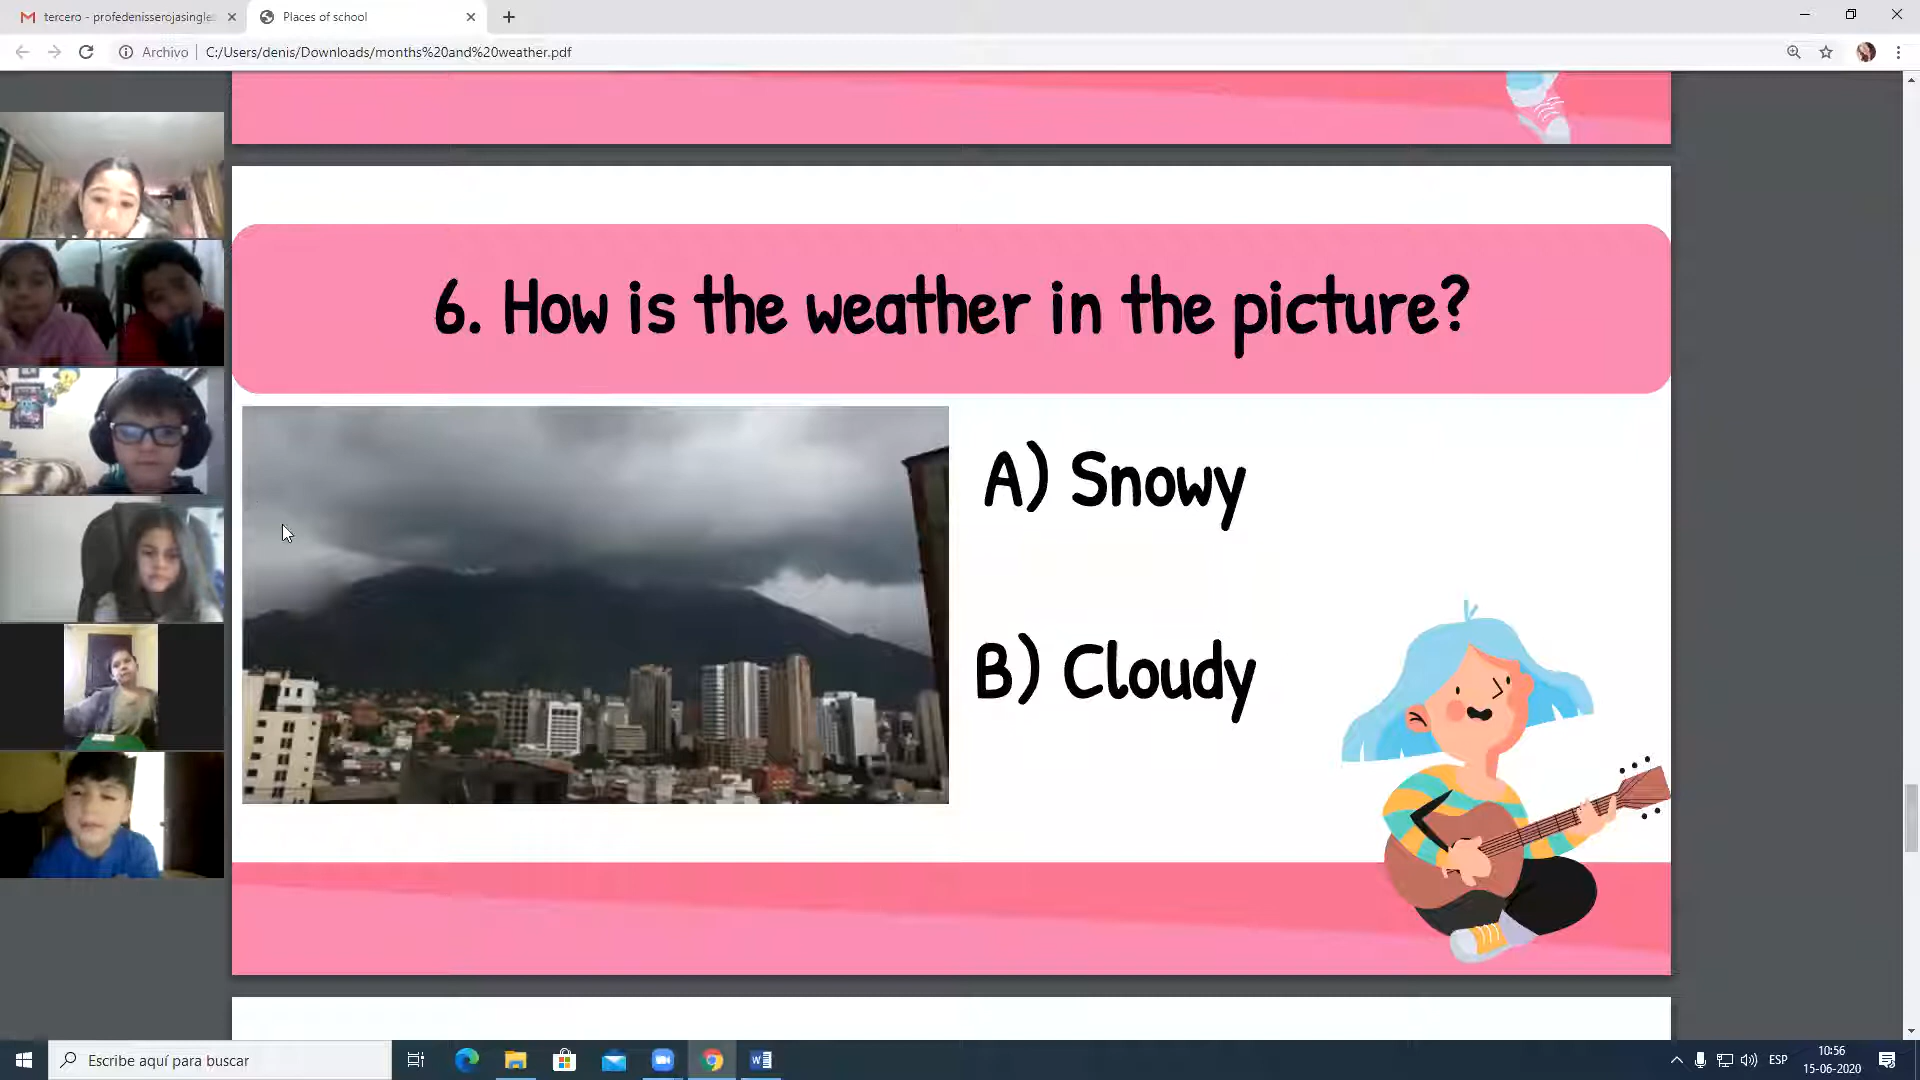 tercero - profedenisserojasingle
Places of school
Archivo
C:/Users/denis/Downloads/months%20and%20weather.pdf
6. How is the weather in the picture?
A) Snowy
B) Cloudy
Escribe aquí para buscar
ESP
10:56
15-06-2020